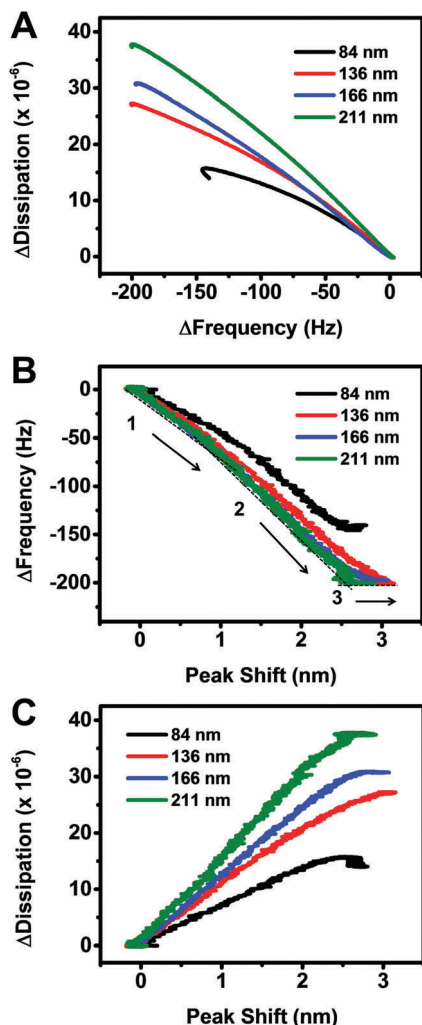 A
ΔDissipation (x 10⁻⁶)
40
30
20
10
0
84 nm
136 nm
166 nm
211 nm
-200 -150 -100 -50 0
ΔFrequency (Hz)
B
ΔFrequency (Hz)
0
-50
-100
-150
-200
84 nm
136 nm
166 nm
211 nm
1
2
3
0 1 2 3
Peak Shift (nm)
C
ΔDissipation (x 10⁻⁶)
40
30
20
10
0
84 nm
136 nm
166 nm
211 nm
0 1 2 3
Peak Shift (nm)